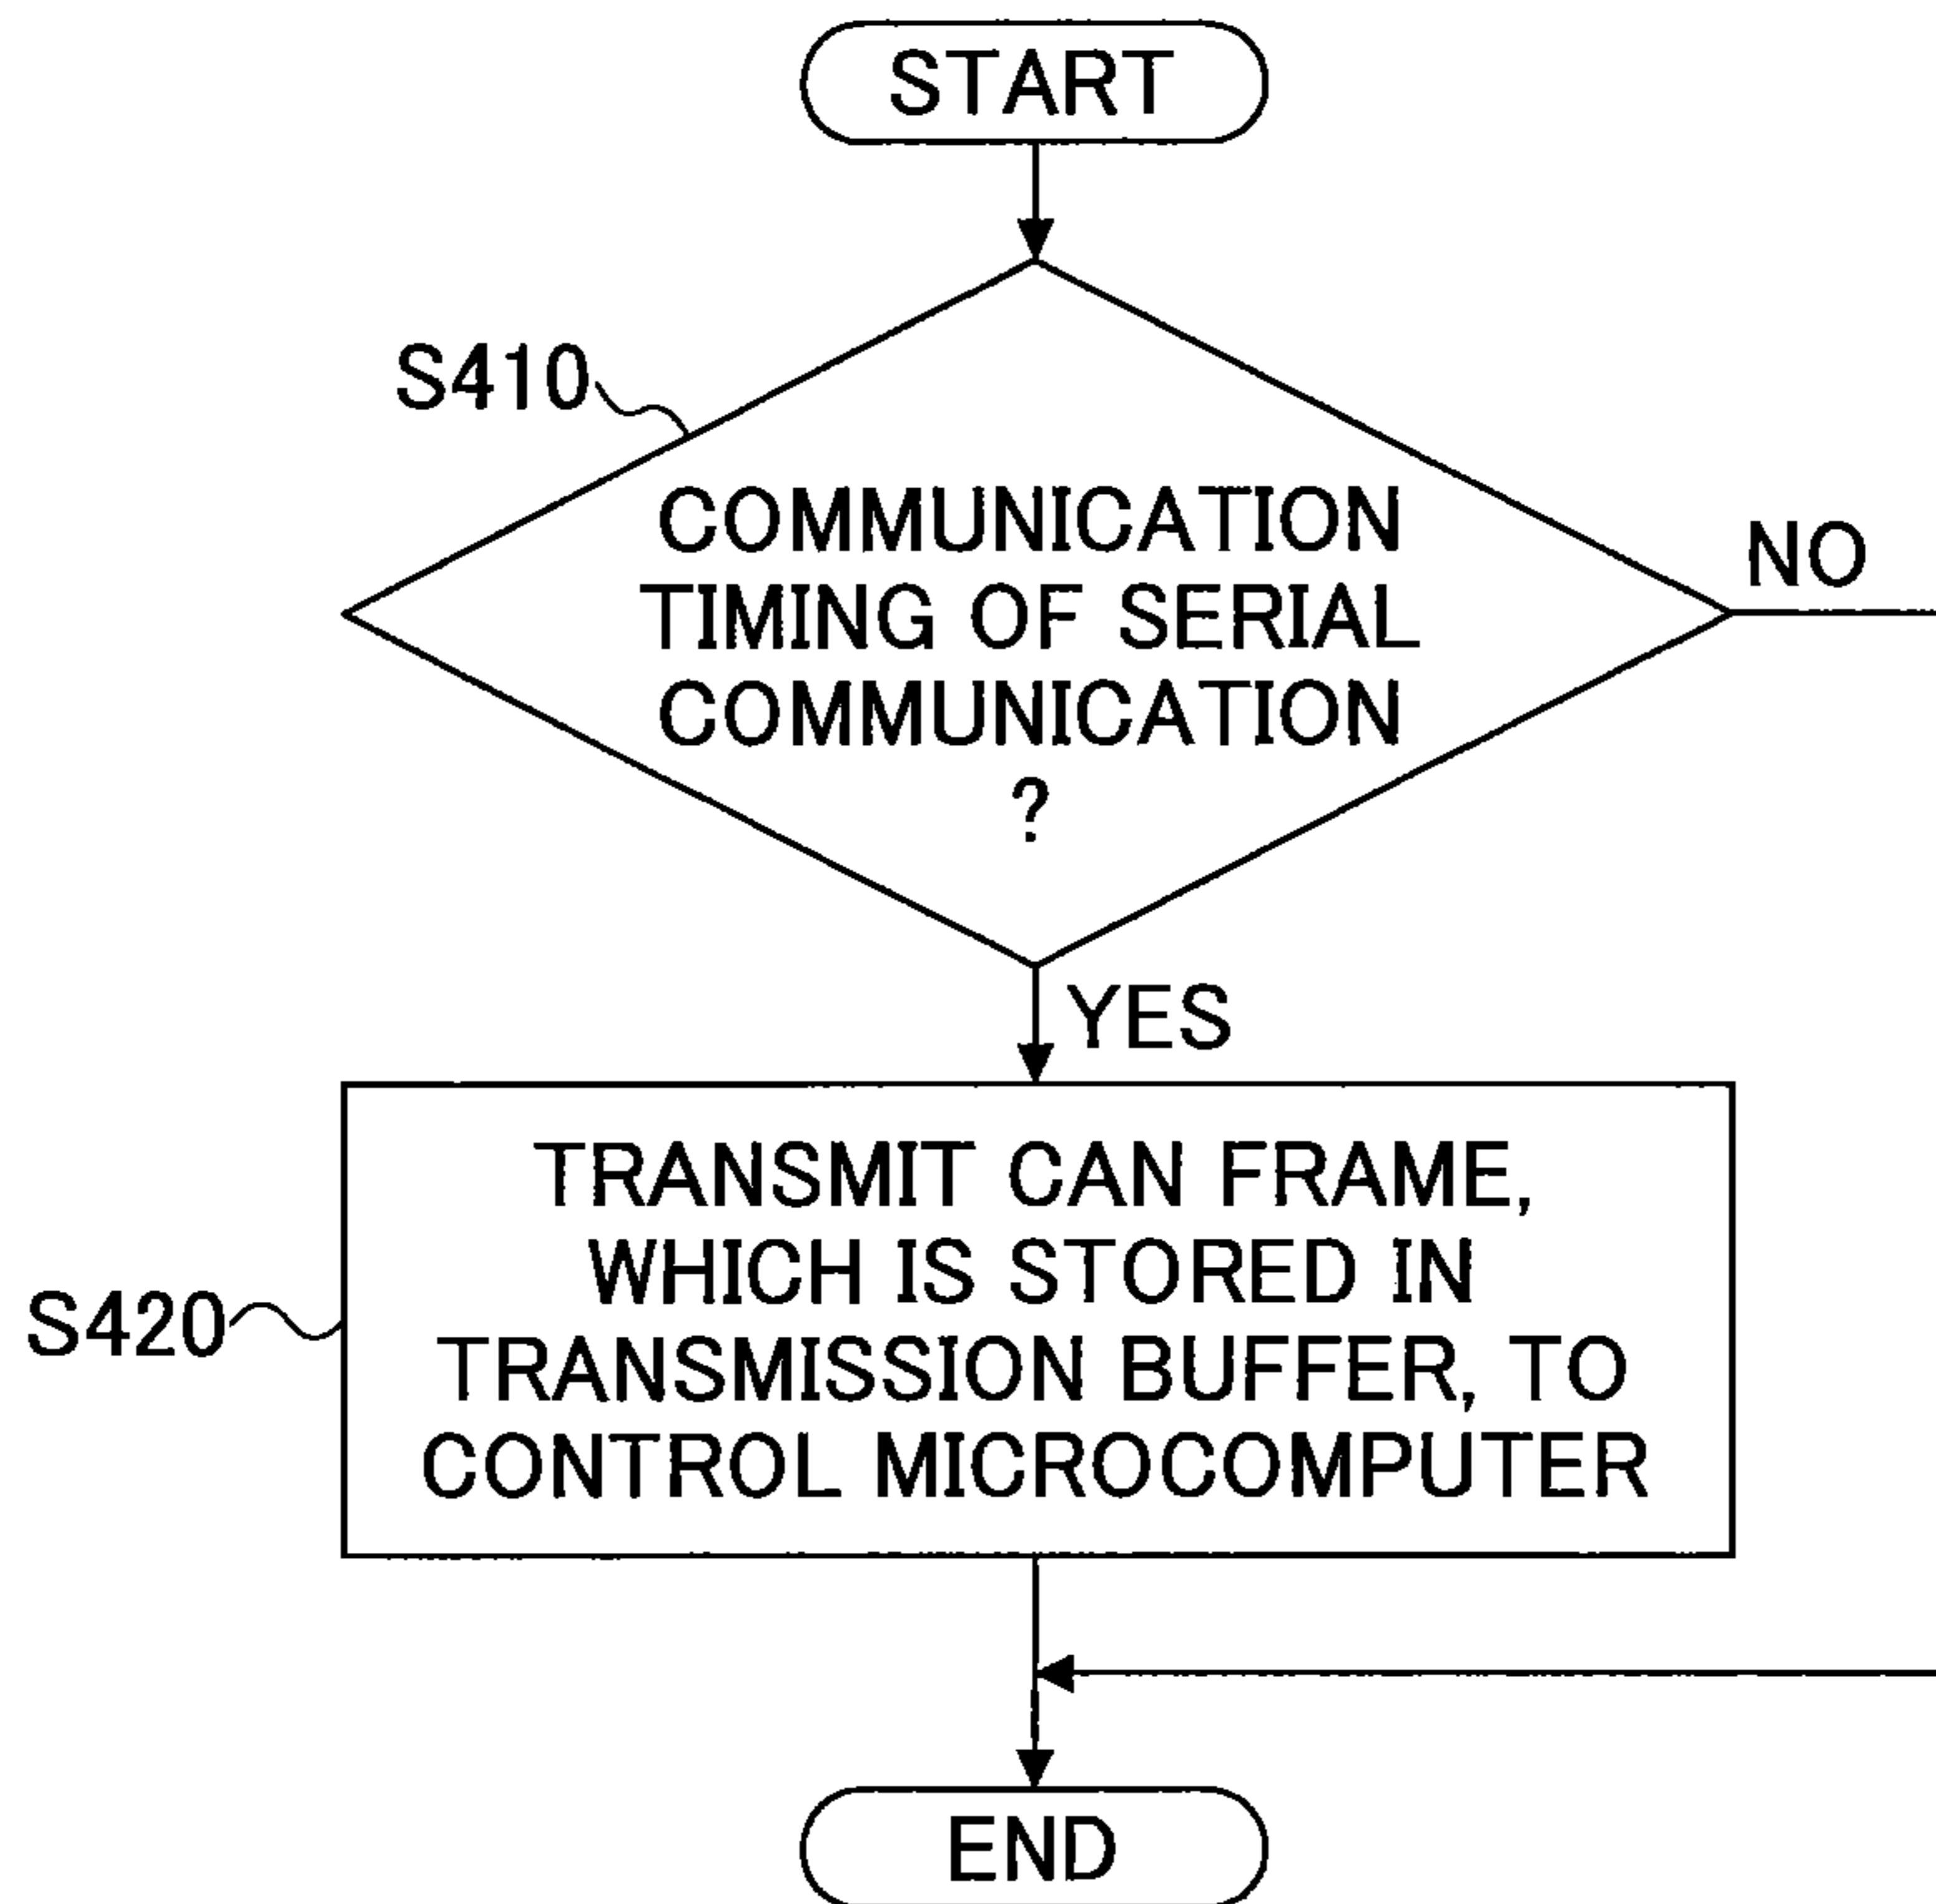 START
S410
COMMUNICATION
TIMING OF SERIAL
COMMUNICATION
?
NO
YES
S420
TRANSMIT CAN FRAME,
WHICH IS STORED IN
TRANSMISSION BUFFER, TO
CONTROL MICROCOMPUTER
END